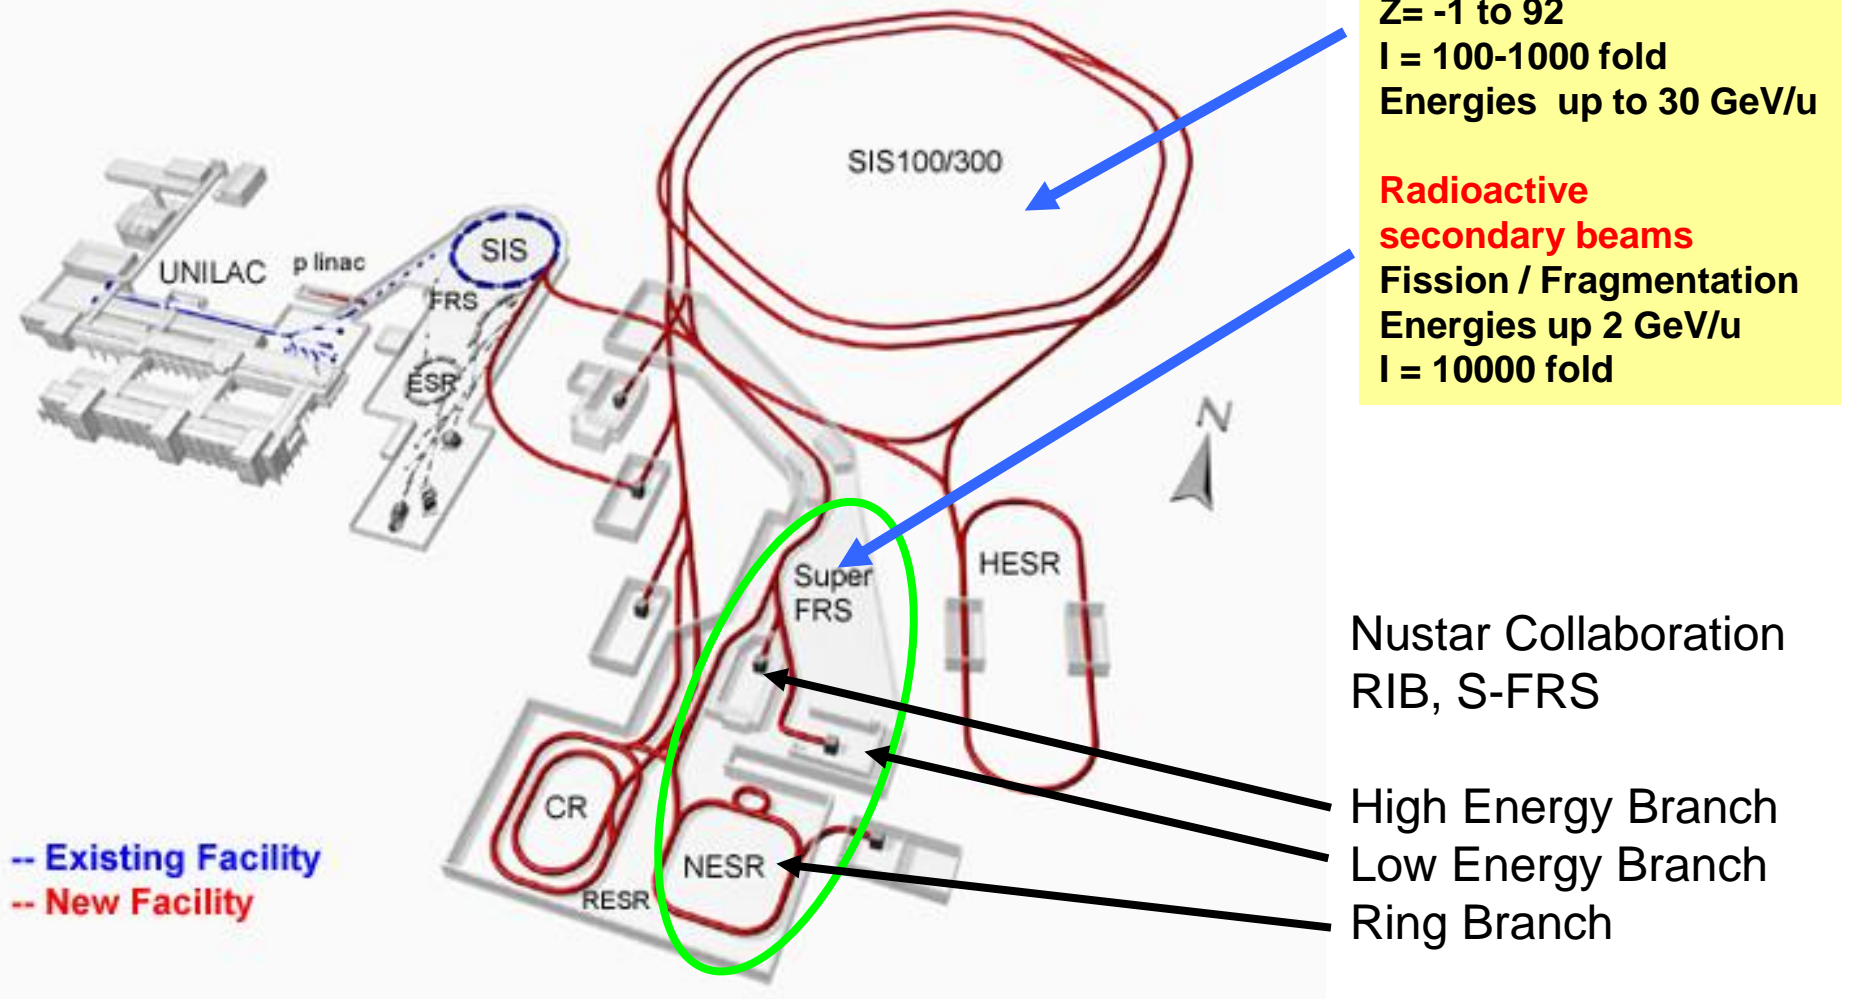 Z= -1 to 92
I = 100-1000 fold
Energies up to 30 GeV/u
Radioactive
secondary beams
Fission / Fragmentation
Energies up 2 GeV/u
I = 10000 fold
SIS100/300
SIS
UNILAC
p linac
FRS
ESR
N
Super
FRS
HESR
Nustar Collaboration
RIB, S-FRS
High Energy Branch
Low Energy Branch
Ring Branch
CR
NESR
RESR
-- Existing Facility
-- New Facility